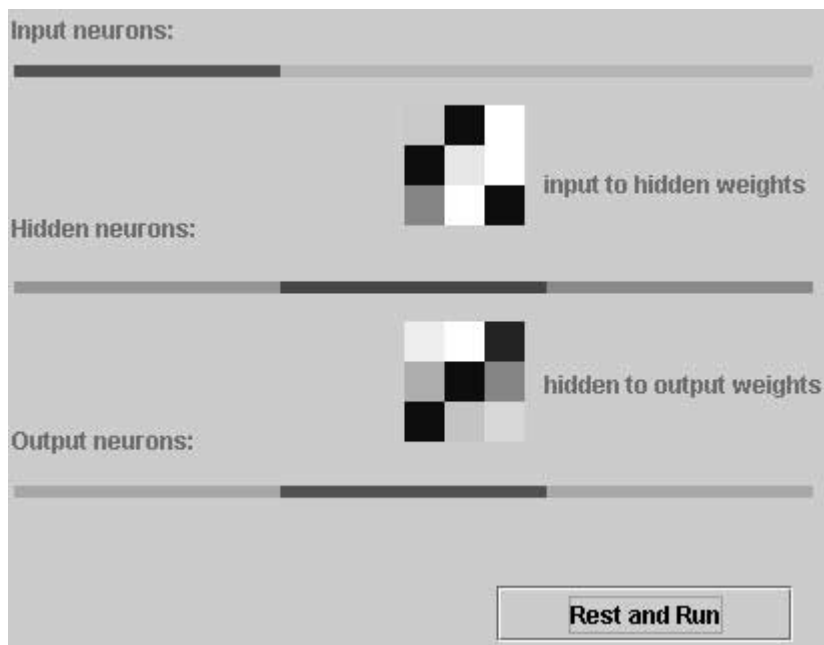 Input neurons:
input to hidden weights
Hidden neurons:
hidden to output weights
Output neurons:
Rest and Run